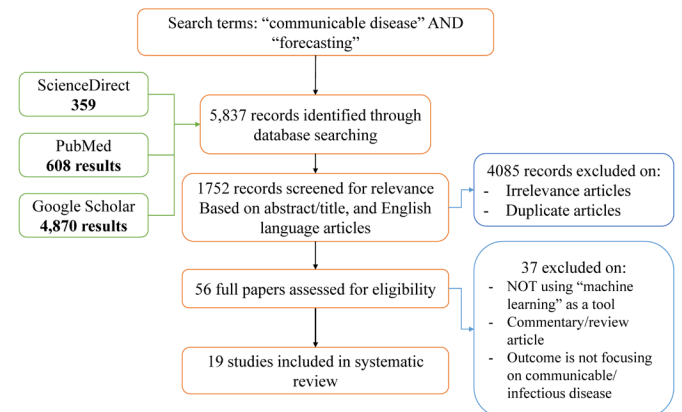 Search terms: “communicable disease” AND
“forecasting”
ScienceDirect
359
PubMed
608 results
Google Scholar
4,870 results
5,837 records identified through
database searching
1752 records screened for relevance
Based on abstract/title, and English
language articles
4085 records excluded on:
- Irrelevance articles
- Duplicate articles
56 full papers assessed for eligibility
37 excluded on:
- NOT using “machine
learning” as a tool
- Commentary/review
article
- Outcome is not focusing
on communicable/
infectious disease
19 studies included in systematic
review